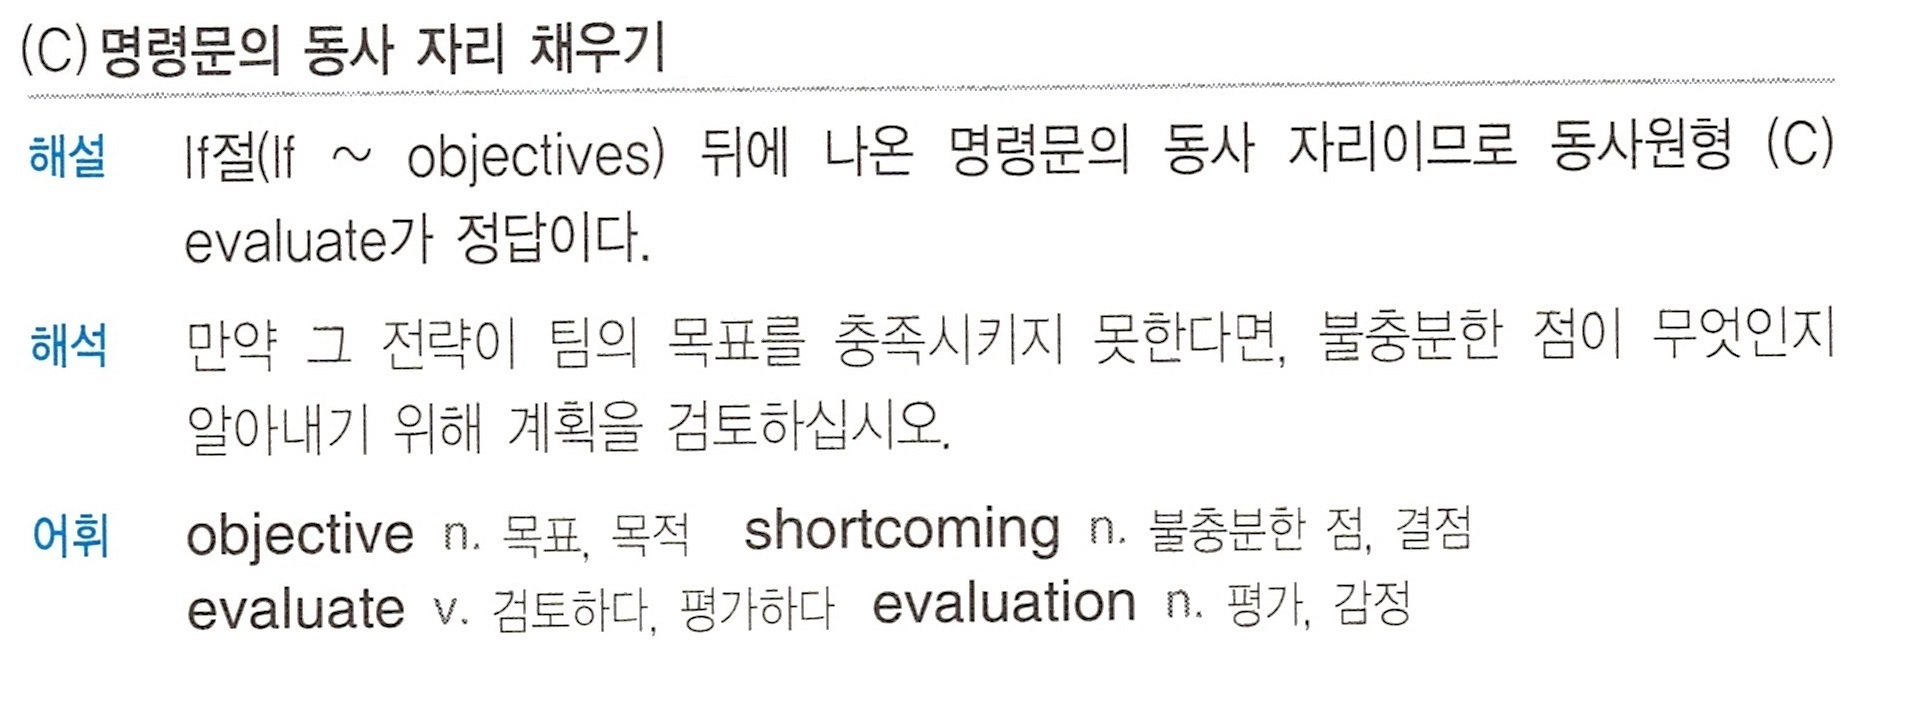 (C) 명령문의 동사 자리 채우기
해설 If절(If ~ objectives) 뒤에 나온 명령문의 동사 자리이므로 동사원형 (C)
evaluate가 정답이다.
해석 만약 그 전략이 팀의 목표를 충족시키지 못한다면, 불충분한 점이 무엇인지
알아내기 위해 계획을 검토하십시오.
어휘 objective n. 목표, 목적 shortcoming n. 불충분한 점, 결점
evaluate v. 검토하다, 평가하다 evaluation n. 평가, 감정